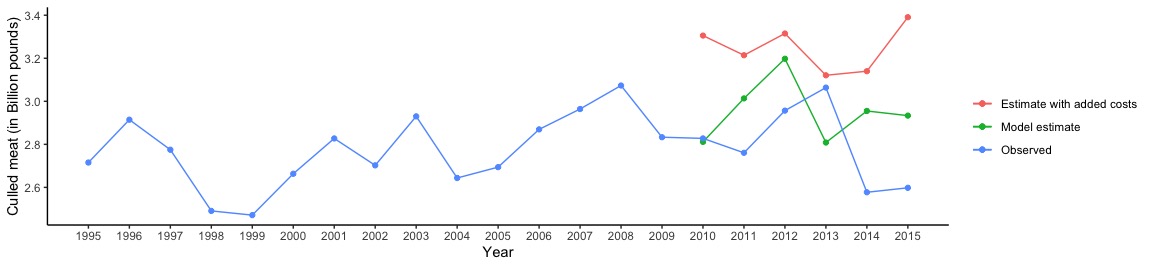 Culled meat (in Billion pounds)
3.4
3.2
3.0
2.8
2.6
1995 1996 1997 1998 1999 2000 2001 2002 2003 2004 2005 2006 2007 2008 2009 2010 2011 2012 2013 2014 2015
Year
Estimate with added costs
Model estimate
Observed